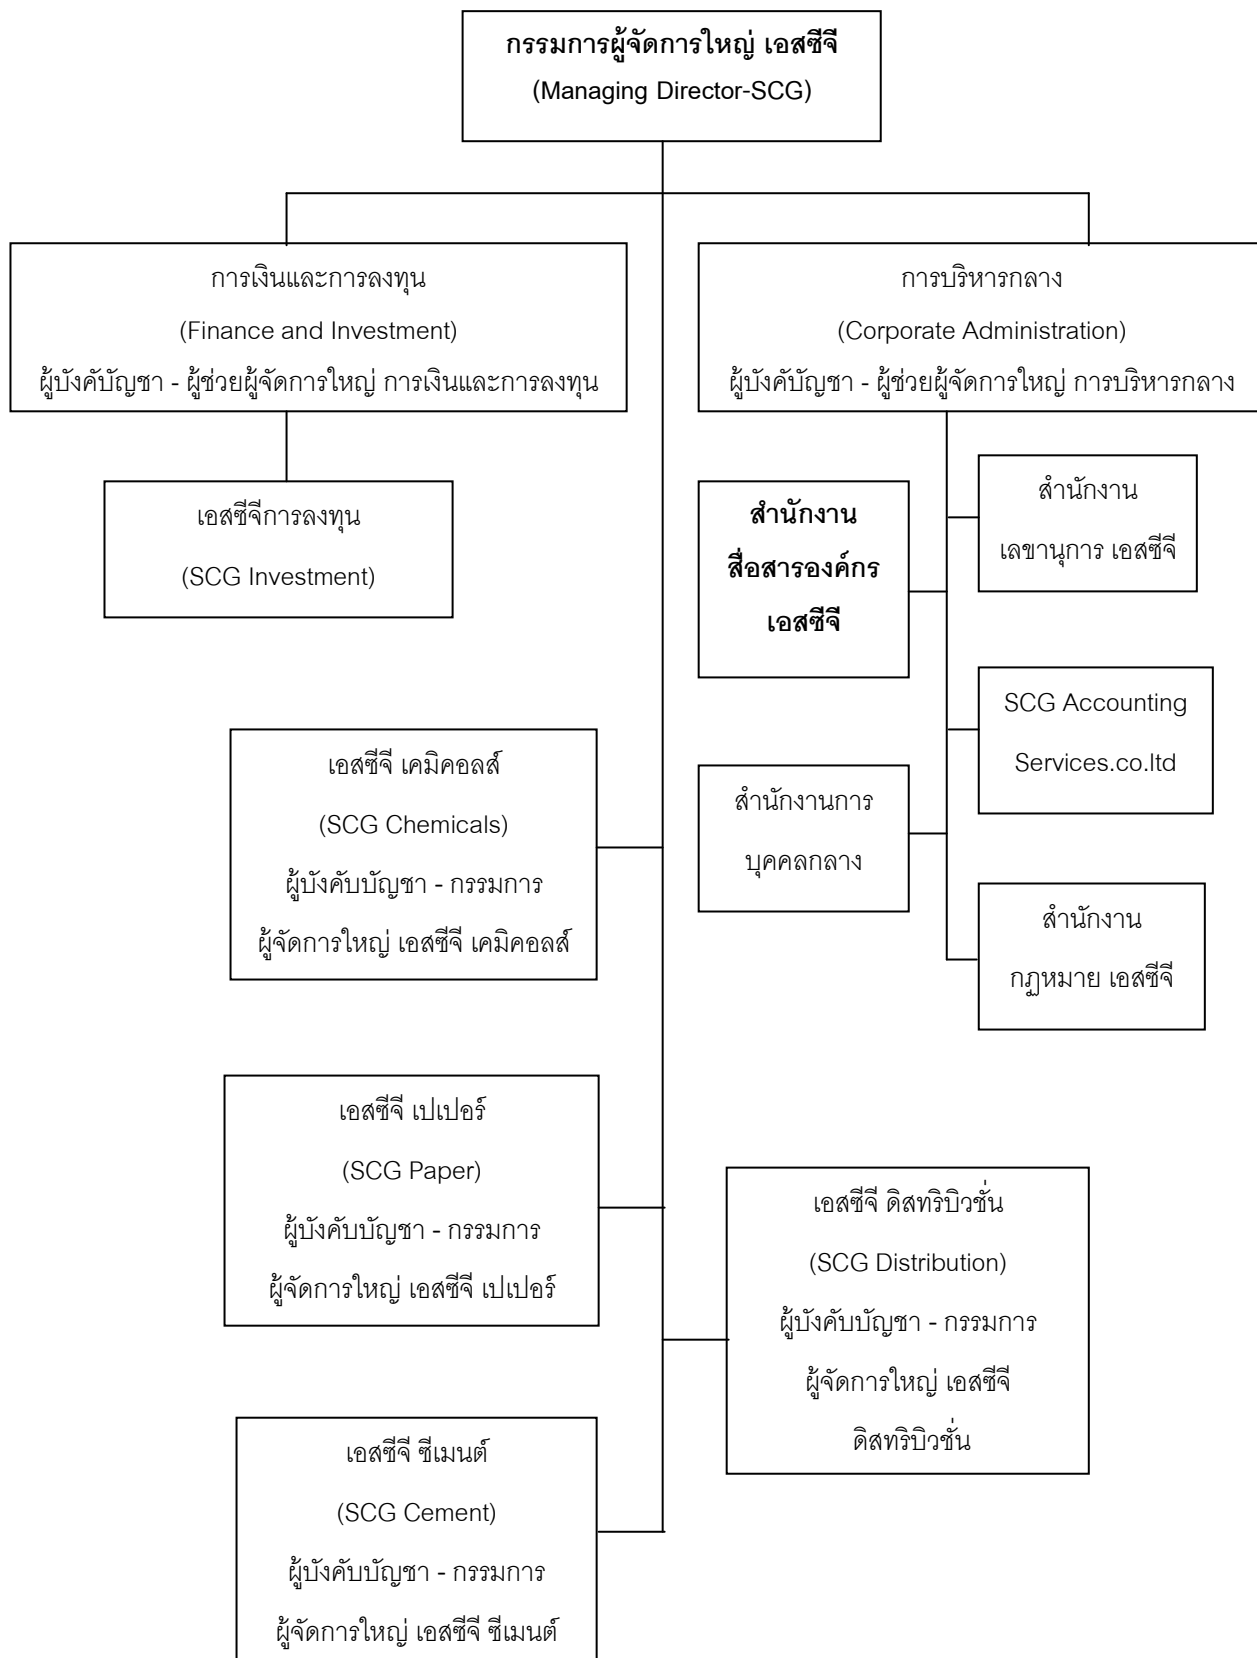 กรรมการผู้จัดการใหญ่ เอสซีจี
(Managing Director-SCG)
การเงินและการลงทุน
(Finance and Investment)
ผู้บังคับัญชา - ผู้ช่วยผู้จัดการใหญ่ การเงินและการลงทุน
การบริหารกลาง
(Corporate Administration)
ผู้บังคับัญชา - ผู้ช่วยผู้จัดการใหญ่ การบริหารกลาง
เอสซีจีการลงทุน
(SCG Investment)
สำนักงาน
สื่อสารองค์กร
เอสซีจี
สำนักงาน
เลขานุการ เอสซีจี
SCG Accounting
Services.co.ltd
สำนักงานการ
บุคคลกลาง
สำนักงาน
กฎหมาย เอสซีจี
เอสซีจี เคมิคอลส์
(SCG Chemicals)
ผู้บังคับบัญชา - กรรมการ
ผู้จัดการใหญ่ เอสซีจี เคมิคอลส์
เอสซีจี เปเปอร์
(SCG Paper)
ผู้บังคับบัญชา - กรรมการ
ผู้จัดการใหญ่ เอสซีจี เปเปอร์
เอสซีจี ดิสทริบิวชั่น
(SCG Distribution)
ผู้บังคับบัญชา - กรรมการ
ผู้จัดการใหญ่ เอสซีจี
ดิสทริบิวชั่น
เอสซีจี ซีเมนต์
(SCG Cement)
ผู้บังคับบัญชา - กรรมการ
ผู้จัดการใหญ่ เอสซีจี ซีเมนต์